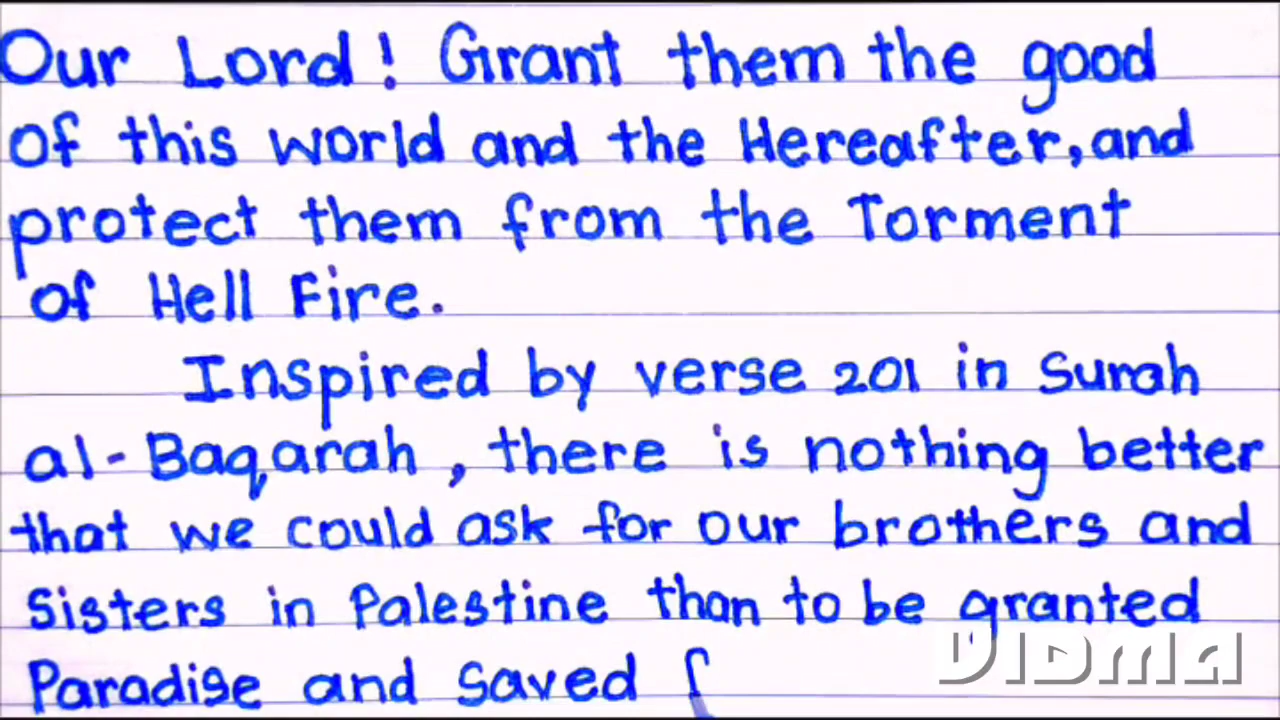 Our Lord! Grant them the good
of this world and the Hereafter, and
protect them from the Torment
of Hell Fire.
Inspired by verse 201 in Surah
al-Baqarah, there is nothing better
that we could ask for our brothers and
Sisters in Palestine than to be granted
Paradise and saved f
VIDMA